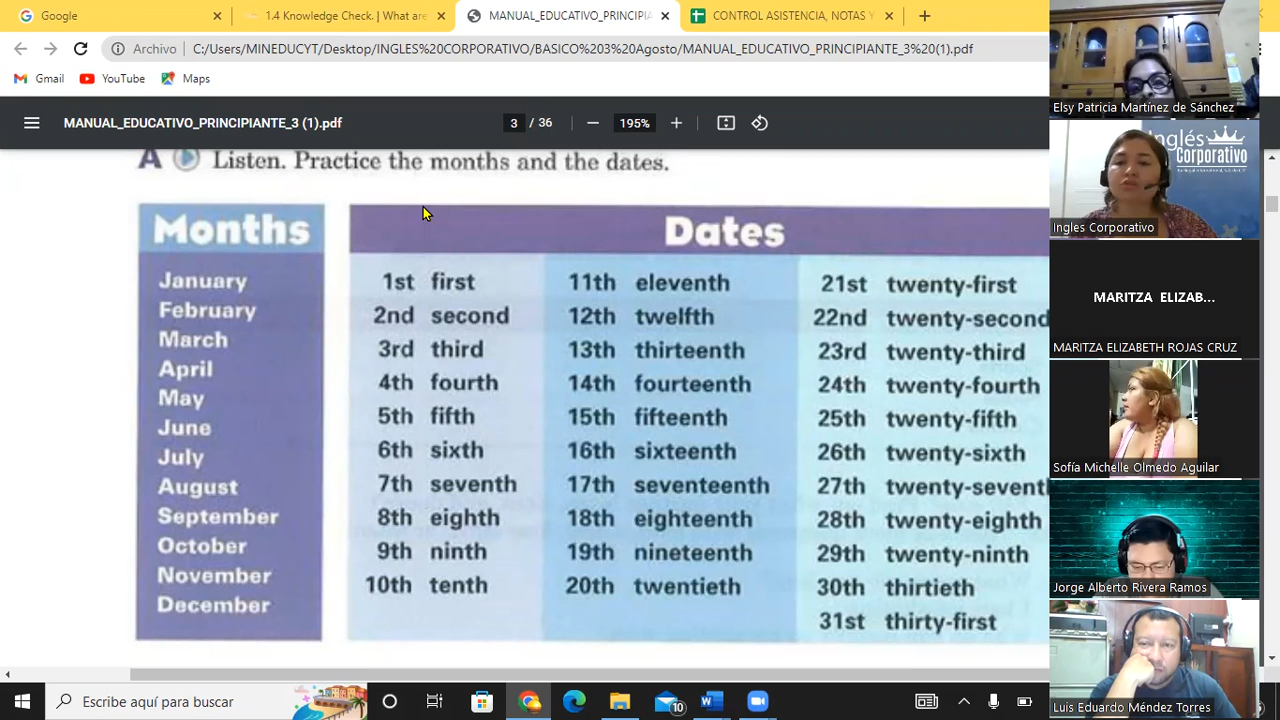 Google
1.4 Knowledge Check. | What are
MANUAL_EDUCATIVO_PRINCIPIA
CONTROL ASISTENCIA, NOTAS Y
Archivo
C:/Users/MINEDUCYT/Desktop/INGLES%20CORPORATIVO/BASICO%203%20Agosto/MANUAL_EDUCATIVO_PRINCIPIANTE_3%20(1).pdf
Gmail
YouTube
Maps
MANUAL_EDUCATIVO_PRINCIPIANTE_3 (1).pdf
3 / 36
195%
A Listen. Practice the months and the dates.
Months
January
February
March
April
May
June
July
August
September
October
November
December
Dates
1st first
2nd second
3rd third
4th fourth
5th fifth
6th sixth
7th seventh
8th eighth
9th ninth
10th tenth
11th eleventh
12th twelfth
13th thirteenth
14th fourteenth
15th fifteenth
16th sixteenth
17th seventeenth
18th eighteenth
19th nineteenth
20th twentieth
21st twenty-first
22nd twenty-second
23rd twenty-third
24th twenty-fourth
25th twenty-fifth
26th twenty-sixth
27th twenty-sevent
28th twenty-eighth
29th twenty-ninth
30th thirtieth
31st thirty-first
Elsy Patricia Martínez de Sánchez
Inglés
Corporativo
Ingles Corporativo
MARITZA ELIZAB...
MARITZA ELIZABETH ROJAS CRUZ
Sofía Michelle Olmedo Aguilar
Jorge Alberto Rivera Ramos
Luis Eduardo Méndez Torres
Escribe aquí para buscar
10